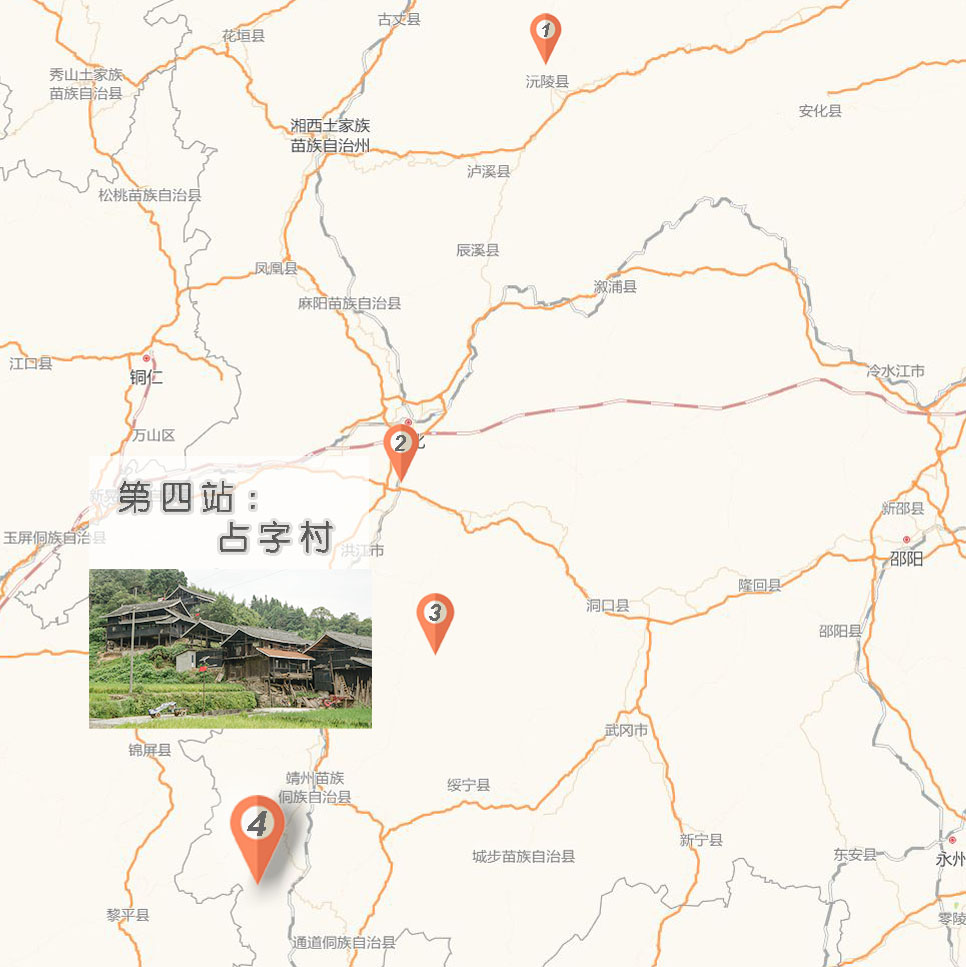 古丈县
1
花垣县
秀山土家族
苗族自治县
沅陵县
安化县
湘西土家族
苗族自治州
泸溪县
松桃苗族自治县
辰溪县
凤凰县
溆浦县
麻阳苗族自治县
江口县
铜仁
冷水江市
万山区
2
第四站：
占字村
新邵县
玉屏侗族自治县
洪江市
邵阳
隆回县
洞口县
3
邵阳县
武冈市
锦屏县
靖州苗族
侗族自治县
绥宁县
4
新宁县
城步苗族自治县
东安县
永州
黎平县
零陵
通道侗族自治县